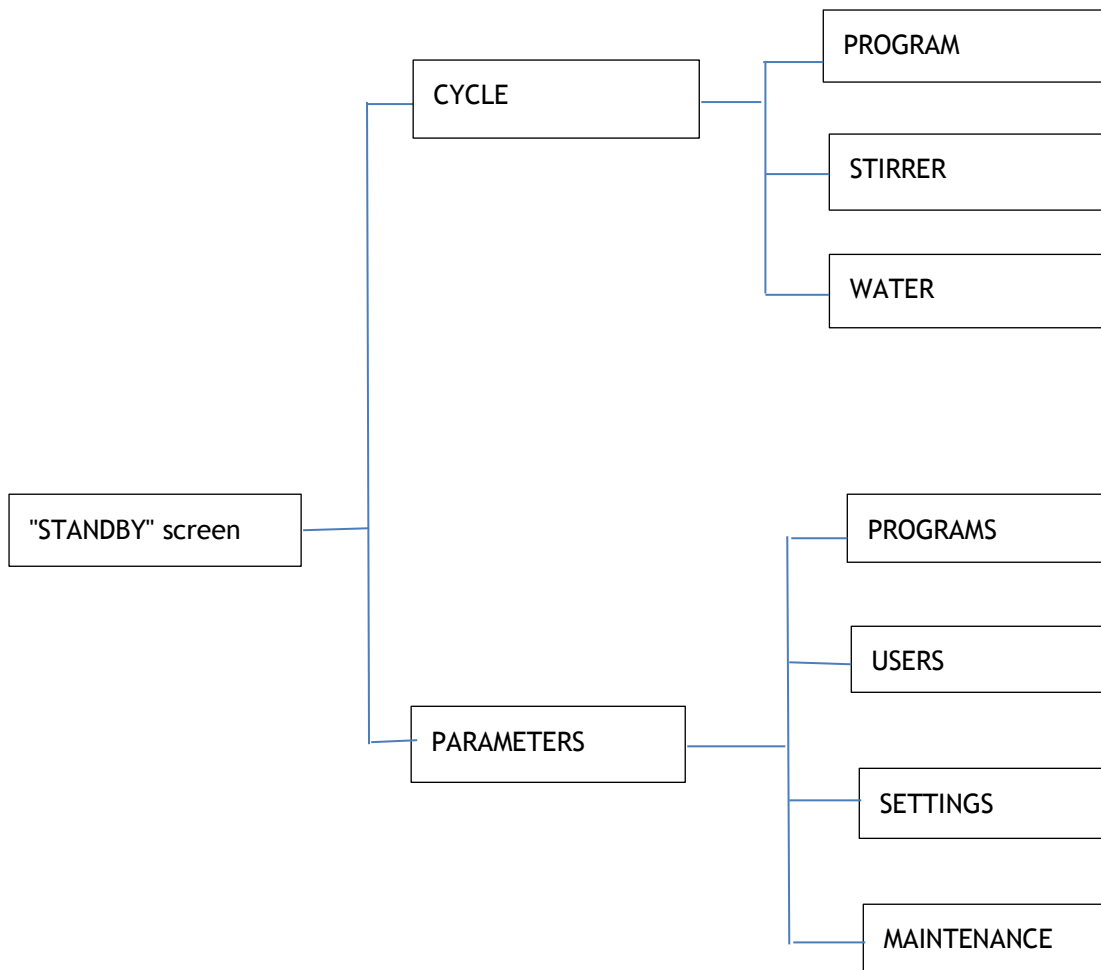 PROGRAM
CYCLE
STIRRER
WATER
"STANDBY" screen
PROGRAMS
USERS
PARAMETERS
SETTINGS
MAINTENANCE